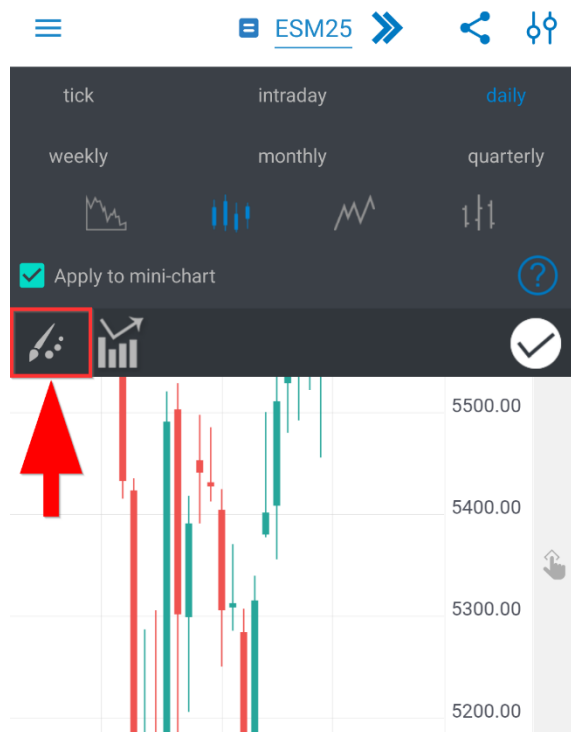 ESM25
tick intraday daily
weekly monthly quarterly
Apply to mini-chart
?
5500.00
5400.00
5300.00
5200.00